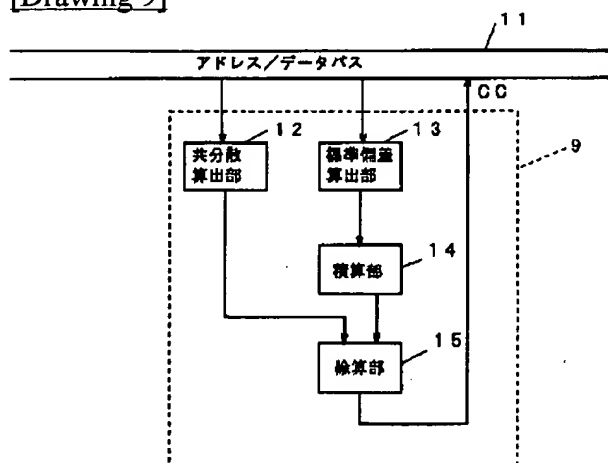 [Drawing 9]
11
アドレス/データバス
CC
12
13
9
共分散
算出部
標準偏差
算出部
14
積算部
15
除算部